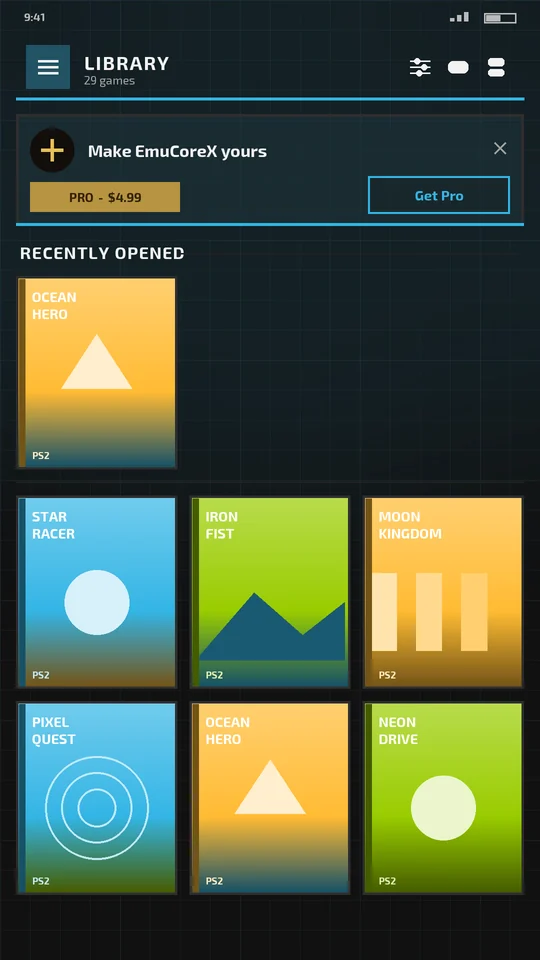 9:41
LIBRARY
29 games
Make EmuCoreX yours
PRO - $4.99
Get Pro
RECENTLY OPENED
OCEAN
HERO
PS2
STAR
RACER
PS2
IRON
FIST
PS2
MOON
KINGDOM
PS2
PIXEL
QUEST
PS2
OCEAN
HERO
PS2
NEON
DRIVE
PS2